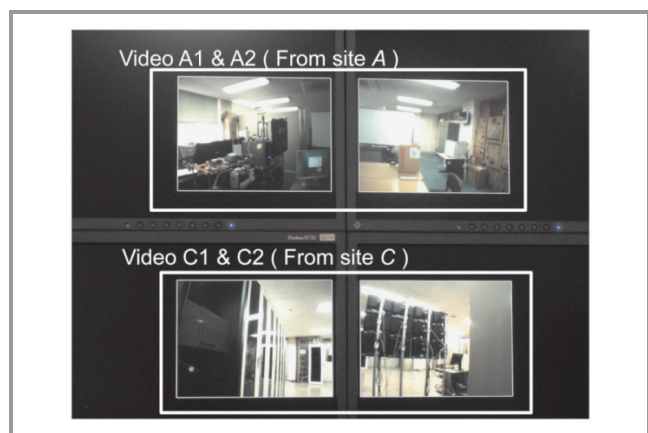 Video A1 & A2 ( From site A )
Video C1 & C2 ( From site C )